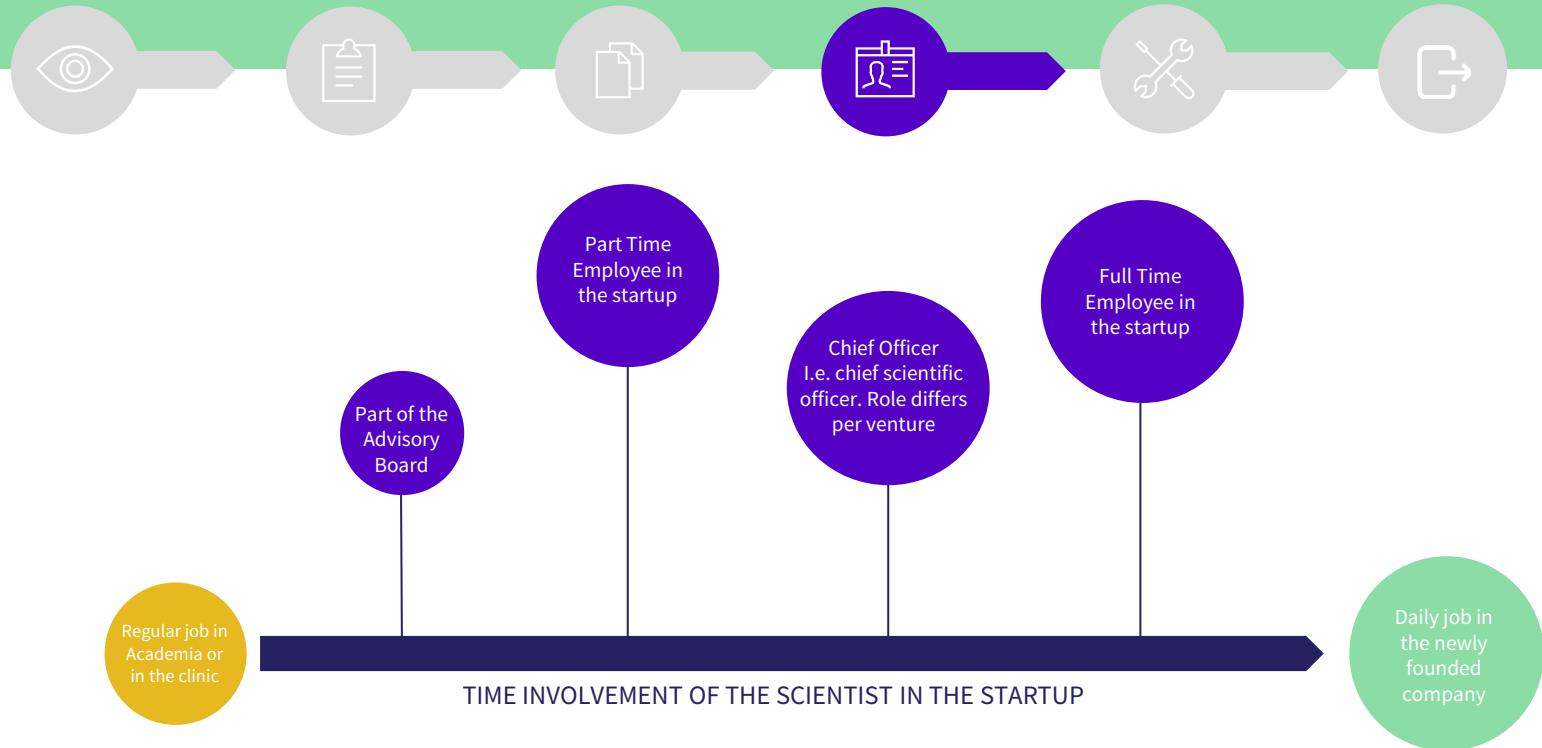 Part Time
Employee in
the startup
Full Time
Employee in
the startup
Chief Officer
I.e. chief scientific
officer. Role differs
per venture
Part of the
Advisory
Board
Regular job in
Academia or
in the clinic
Daily job in
the newly
founded
company
TIME INVOLVEMENT OF THE SCIENTIST IN THE STARTUP